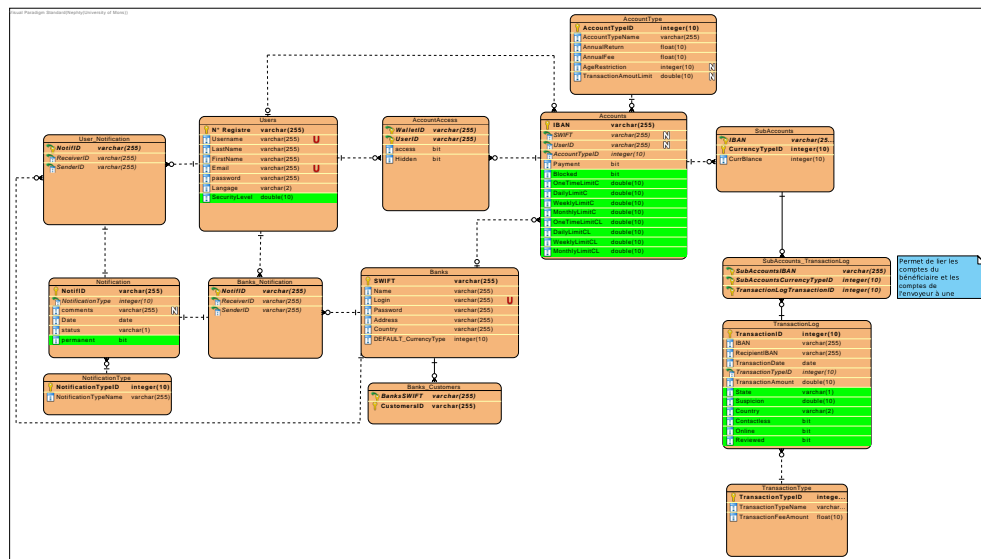 Visual Paradigm Standard(Nephty(University of Mons))
AccountType
AccountTypeID integer(10)
AccountTypeName varchar(255)
AnnualReturn float(10)
AnnualFee float(10)
AgeRestriction integer(10) N
TransactionAmoutLimit double(10) N
Users
N° Registre varchar(255)
Username varchar(255) U
LastName varchar(255)
FirstName varchar(255)
Email varchar(255) U
password varchar(255)
Langage varchar(2)
SecurityLevel double(10)
AccountAccess
WalletID varchar(255)
UserID varchar(255)
access bit
Hidden bit
Accounts
IBAN varchar(255)
SWIFT varchar(255) N
UserID varchar(255) N
AccountTypeID integer(10)
Payment bit
Blocked bit
OneTimeLimitC double(10)
DailyLimitC double(10)
WeeklyLimitC double(10)
MonthlyLimitC double(10)
OneTimeLimitCL double(10)
DailyLimitCL double(10)
WeeklyLimitCL double(10)
MonthlyLimitCL double(10)
SubAccounts
IBAN varchar(25...
CurrencyTypeID integer(10)
CurrBlance integer(10)
User_Notification
NotifID varchar(255)
ReceiverID varchar(255)
SenderID varchar(255)
Notification
NotifID varchar(255)
NotificationType integer(10)
comments varchar(255) N
Date date
status varchar(1)
permanent bit
Banks_Notification
NotifID varchar(255)
ReceiverID varchar(255)
SenderID varchar(255)
Banks
SWIFT varchar(255)
Name varchar(255)
Login varchar(255) U
Password varchar(255)
Address varchar(255)
Country varchar(255)
DEFAULT_CurrencyType integer(10)
SubAccounts_TransactionLog
SubAccountsIBAN varchar(255)
SubAccountsCurrencyTypeID integer(10)
TransactionLogTransactionID integer(10)
Permet de lier les
comptes du
bénéficiaire et les
comptes de
l'envoyeur à une
TransactionLog
TransactionID integer(10)
IBAN varchar(255)
RecipientIBAN varchar(255)
TransactionDate date
TransactionTypeID integer(10)
TransactionAmount double(10)
State varchar(1)
Suspicion double(10)
Country varchar(2)
Contactless bit
Online bit
Reviewed bit
NotificationType
NotificationTypeID integer(10)
NotificationTypeName varchar(255)
Banks_Customers
BanksSWIFT varchar(255)
CustomersID varchar(255)
TransactionType
TransactionTypeID intege...
TransactionTypeName varchar...
TransactionFeeAmount float(10)